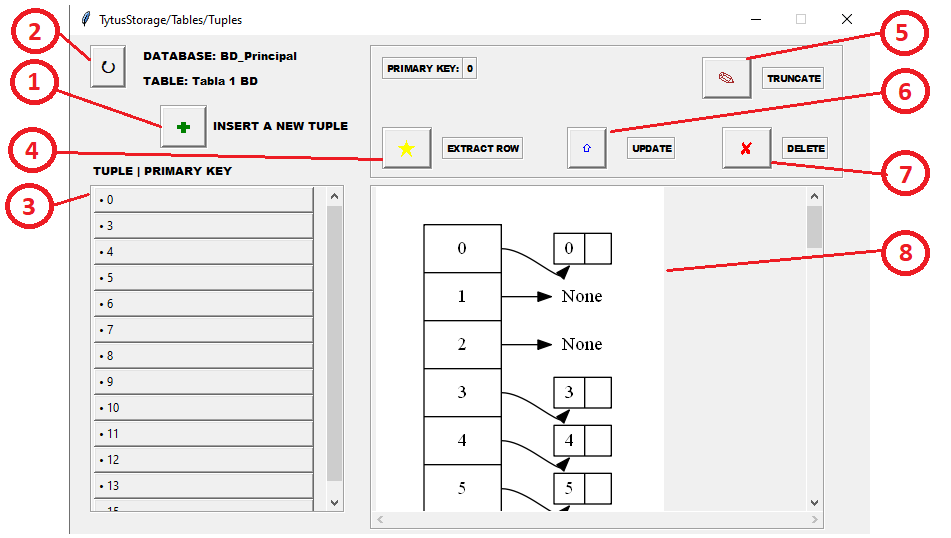 TytusStorage/Tables/Tuples
2
DATABASE: BD_Principal
TABLE: Tabla 1 BD
1
INSERT A NEW TUPLE
PRIMARY KEY: 0
TRUNCATE
5
6
4
EXTRACT ROW
UPDATE
DELETE
7
TUPLE | PRIMARY KEY
3
• 0
• 3
• 4
• 5
• 6
• 7
• 8
• 9
• 10
• 11
• 12
• 13
• 15
8
0 0
1 None
2 None
3 3
4 4
5 5